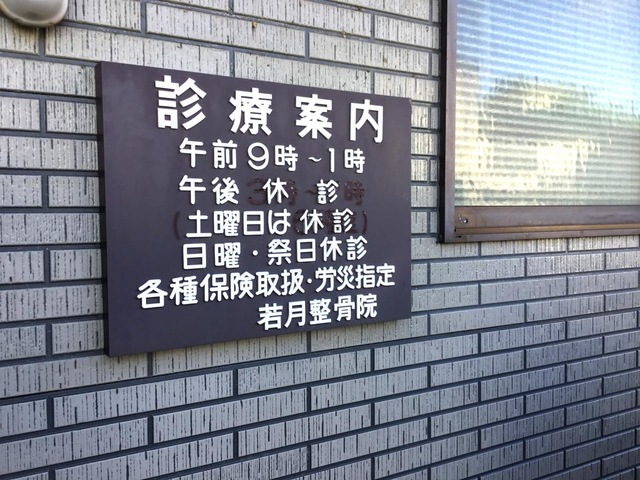 診療案内
午前9時～1時
午後休診
土曜日は休診
日曜・祭日休診
各種保険取扱・労災指定
若月整骨院